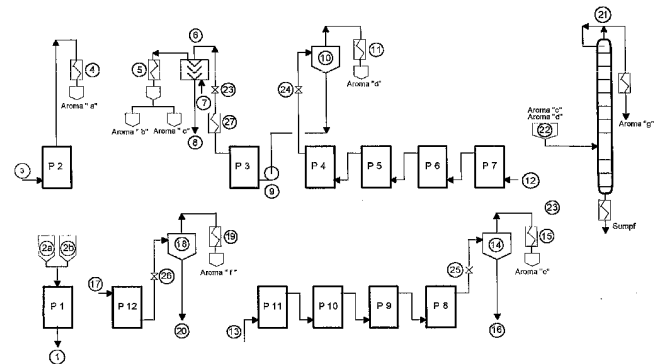 21
6
10
11
4
5
Aroma "d"
23
24
7
Aroma "a"
27
Aroma "b"
Aroma "c"
8
Aroma "c"
Aroma "d"
22
Aroma "g"
P 2
P 3
P 4
P 5
P 6
P 7
3
9
12
23
Sumpf
2a
2b
18
19
14
15
Aroma "f"
Aroma "e"
26
25
17
P 1
P 12
P 11
P 10
P 9
P 8
1
20
13
16